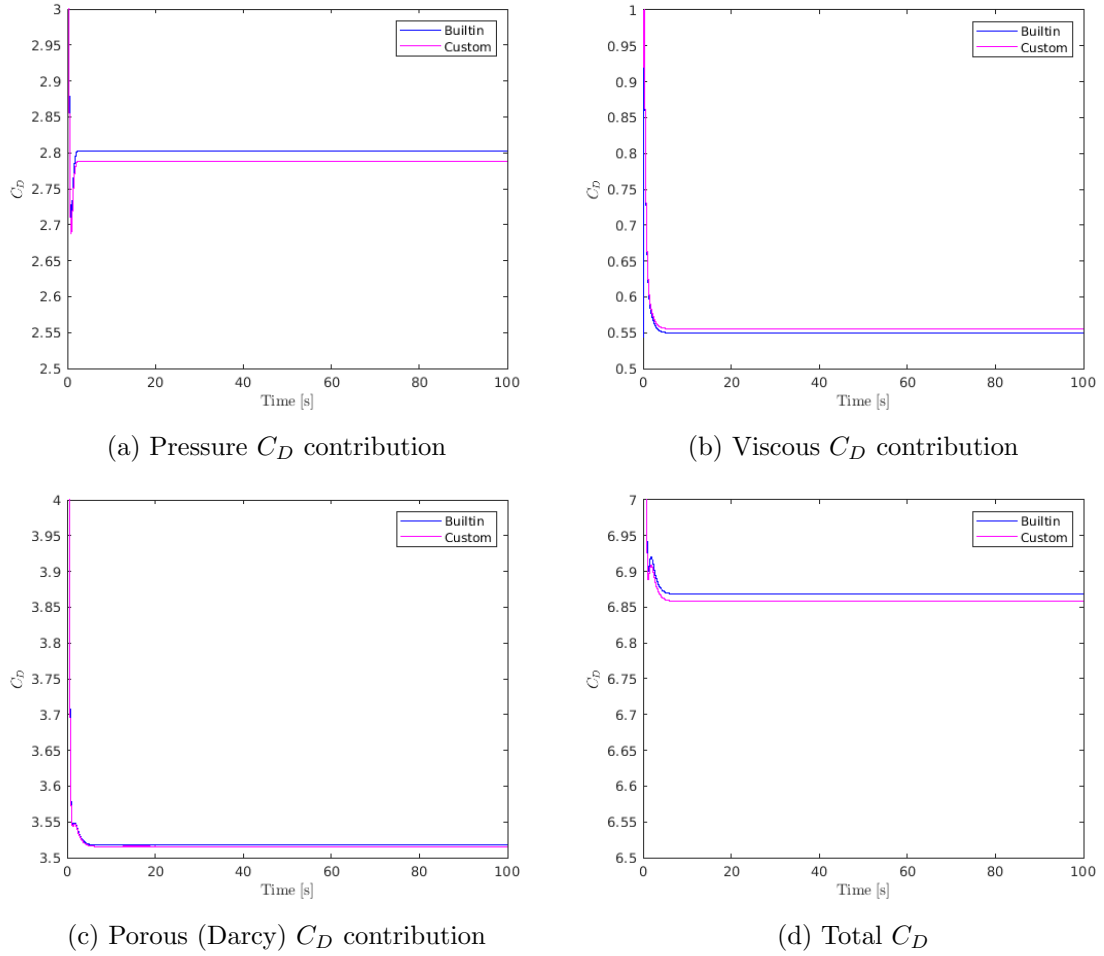 3
2.95
2.9
2.85
2.8
2.75
2.7
2.65
2.6
2.55
2.5
C_D
0 20 40 60 80 100
Time [s]
Builtin
Custom
(a) Pressure C_D contribution
1
0.95
0.9
0.85
0.8
0.75
0.7
0.65
0.6
0.55
0.5
C_D
0 20 40 60 80 100
Time [s]
Builtin
Custom
(b) Viscous C_D contribution
4
3.95
3.9
3.85
3.8
3.75
3.7
3.65
3.6
3.55
3.5
C_D
0 20 40 60 80 100
Time [s]
Builtin
Custom
(c) Porous (Darcy) C_D contribution
7
6.95
6.9
6.85
6.8
6.75
6.7
6.65
6.6
6.55
6.5
C_D
0 20 40 60 80 100
Time [s]
Builtin
Custom
(d) Total C_D